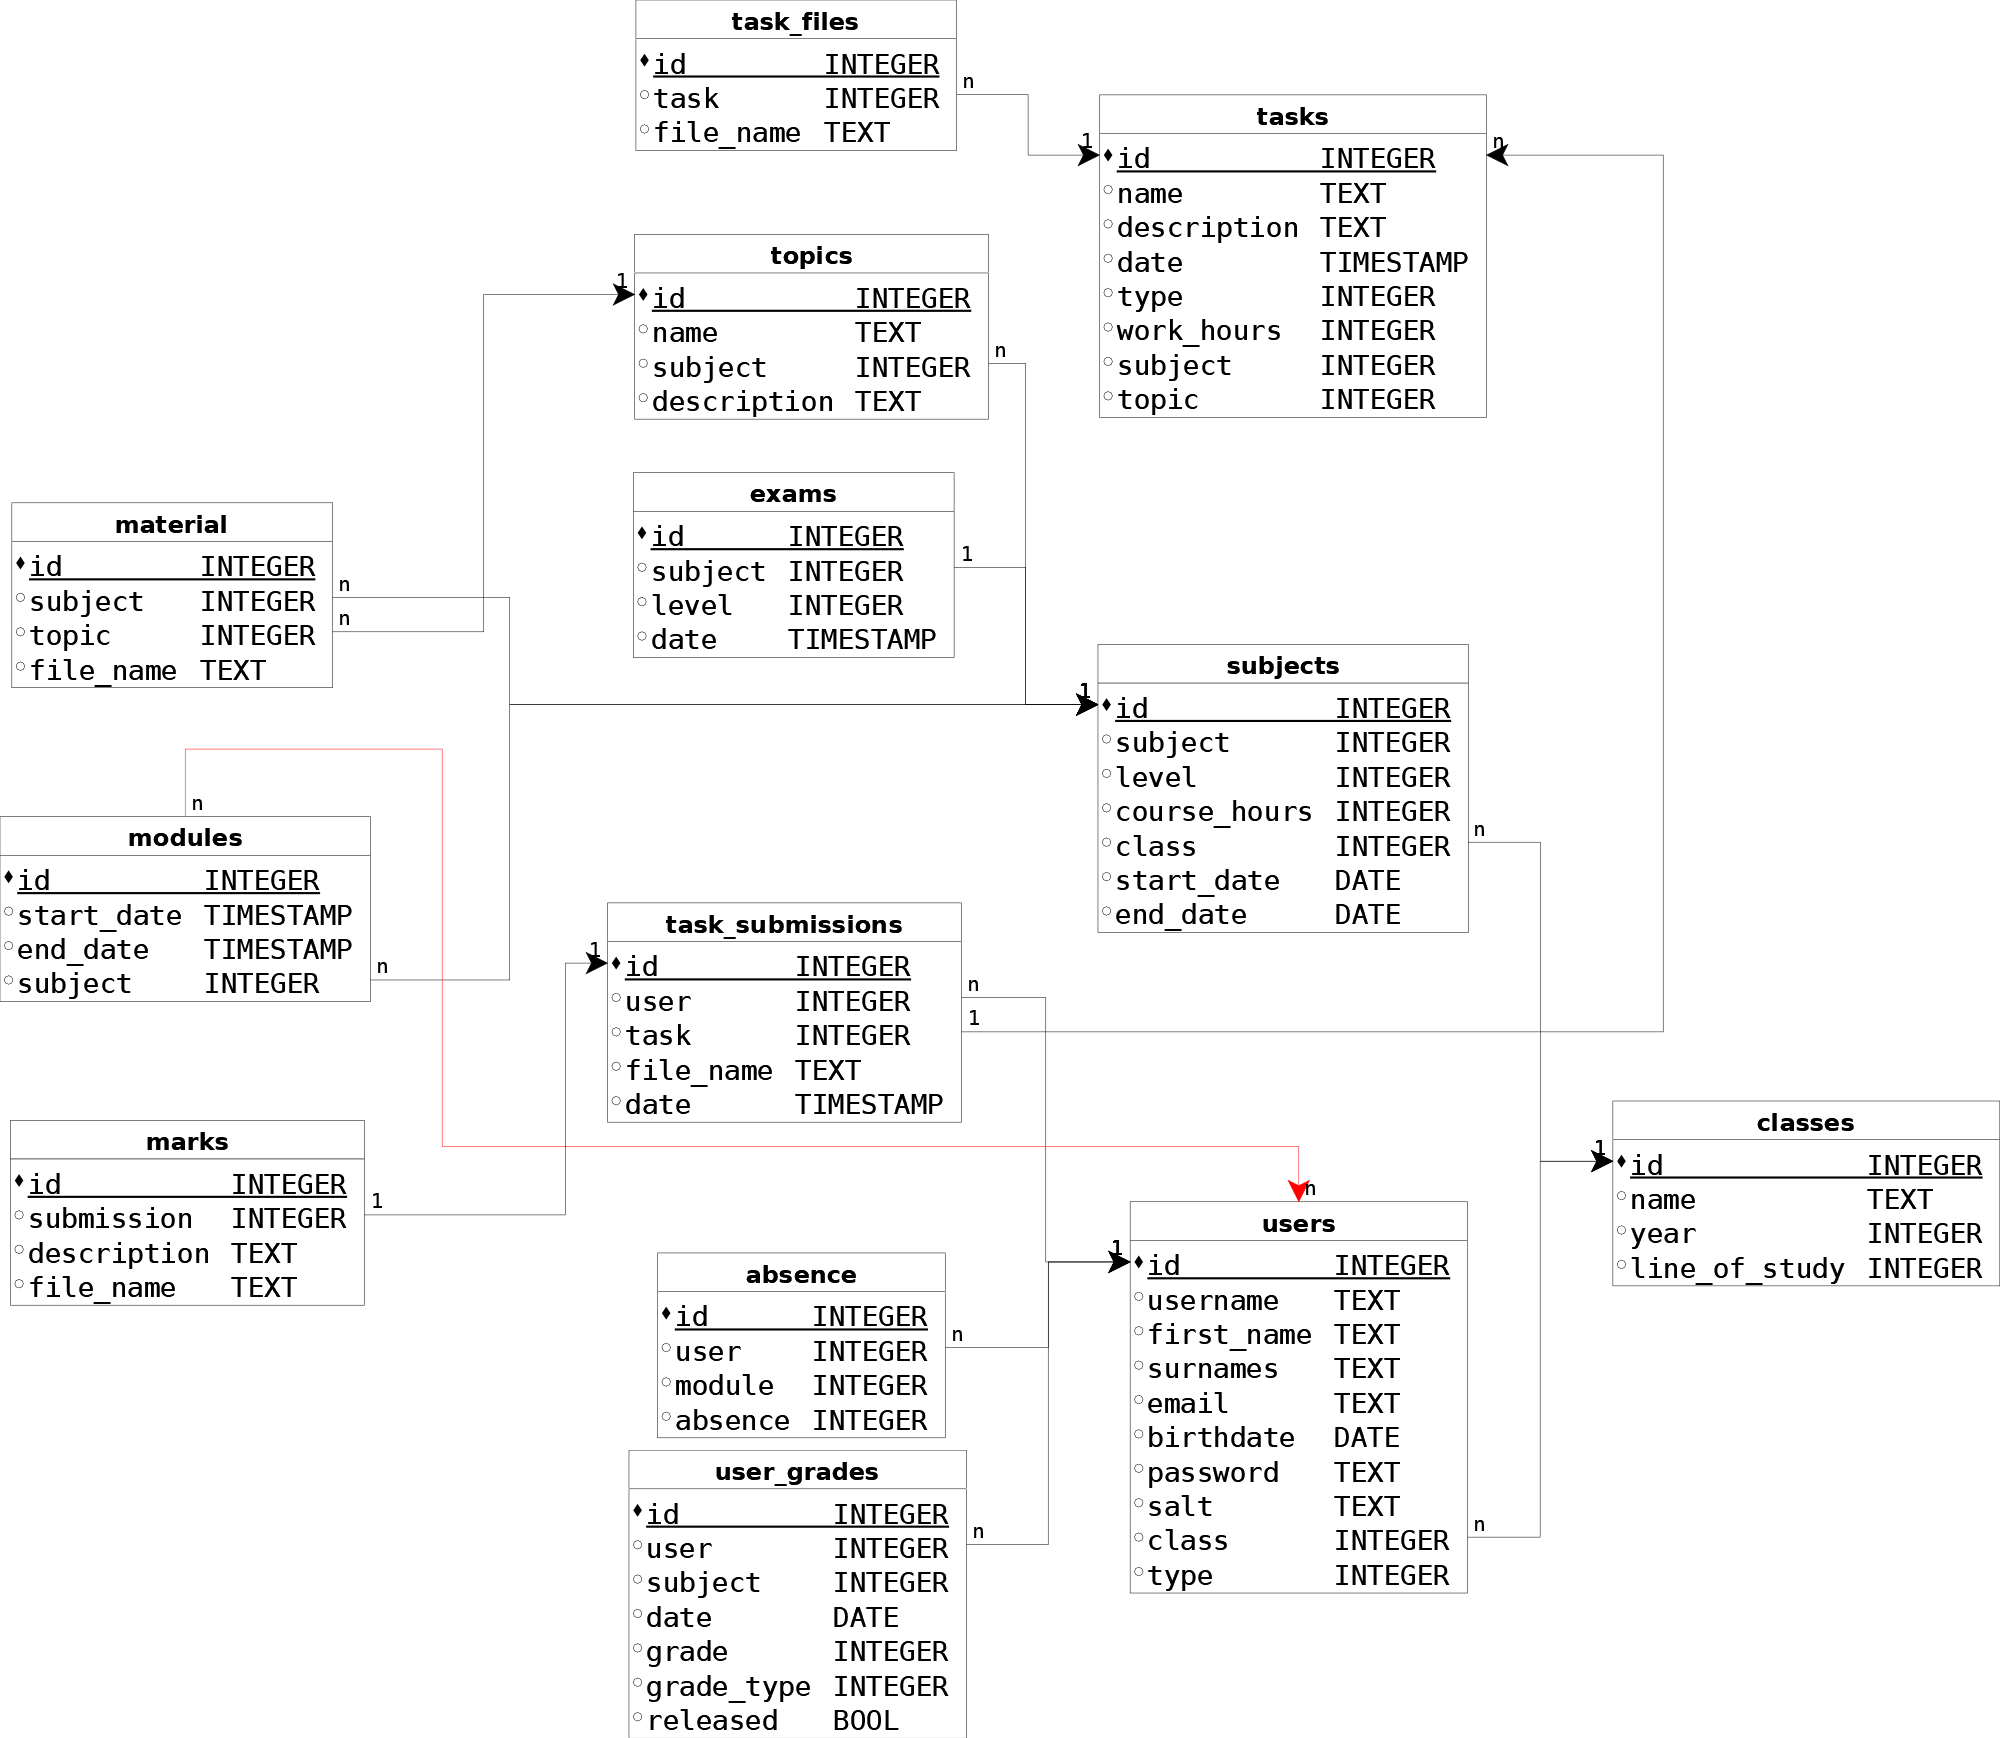 task_files
id INTEGER
task INTEGER
file_name TEXT
n
1
tasks
id INTEGER
name TEXT
description TEXT
date TIMESTAMP
type INTEGER
work_hours INTEGER
subject INTEGER
topic INTEGER
n
topics
1
id INTEGER
name TEXT
subject INTEGER
description TEXT
n
exams
id INTEGER
subject INTEGER
level INTEGER
date TIMESTAMP
1
material
id INTEGER
subject INTEGER
topic INTEGER
file_name TEXT
n
n
subjects
1
id INTEGER
subject INTEGER
level INTEGER
course_hours INTEGER
class INTEGER
start_date DATE
end_date DATE
n
n
modules
id INTEGER
start_date TIMESTAMP
end_date TIMESTAMP
subject INTEGER
n
task_submissions
1
id INTEGER
user INTEGER
task INTEGER
file_name TEXT
date TIMESTAMP
n
1
marks
id INTEGER
submission INTEGER
description TEXT
file_name TEXT
1
classes
1
id INTEGER
name TEXT
year INTEGER
line_of_study INTEGER
n
users
1
id INTEGER
username TEXT
first_name TEXT
surnames TEXT
email TEXT
birthdate DATE
password TEXT
salt TEXT
class INTEGER
type INTEGER
n
absence
id INTEGER
user INTEGER
module INTEGER
absence INTEGER
n
user_grades
id INTEGER
user INTEGER
subject INTEGER
date DATE
grade INTEGER
grade_type INTEGER
released BOOL
n